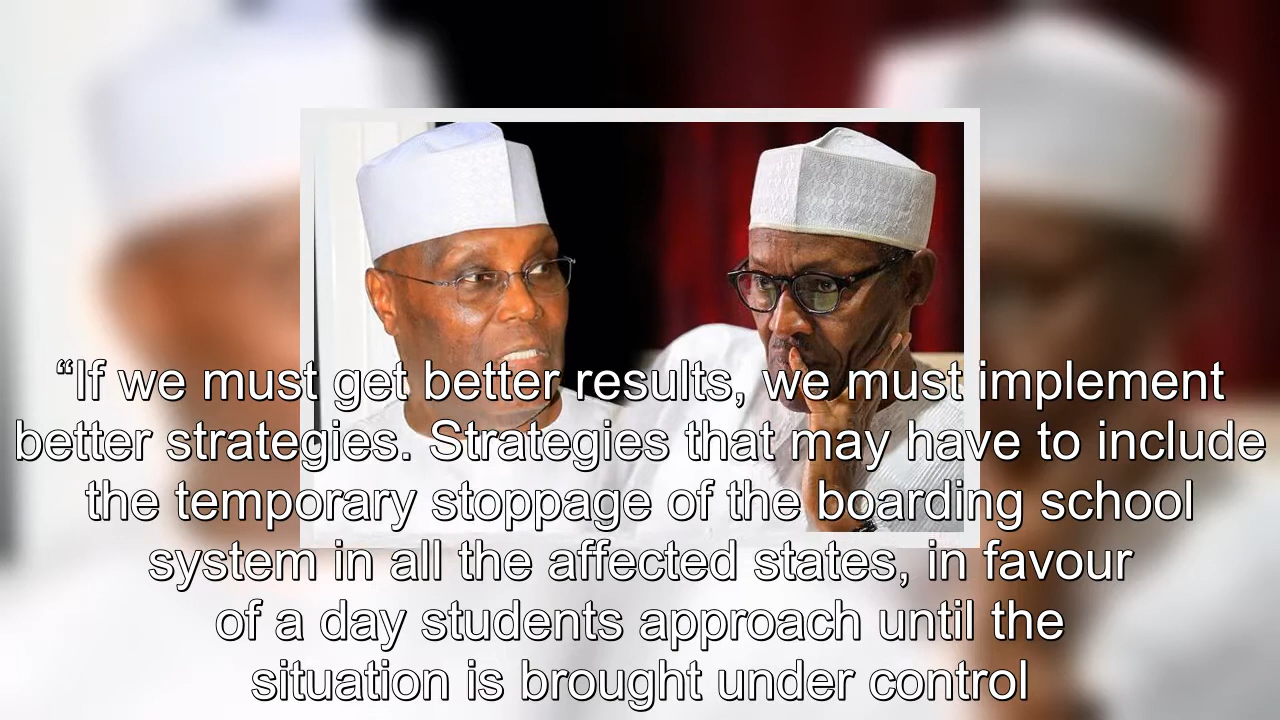 “If we must get better results, we must implement
better strategies. Strategies that may have to include
the temporary stoppage of the boarding school
system in all the affected states, in favour
of a day students approach until the
situation is brought under control